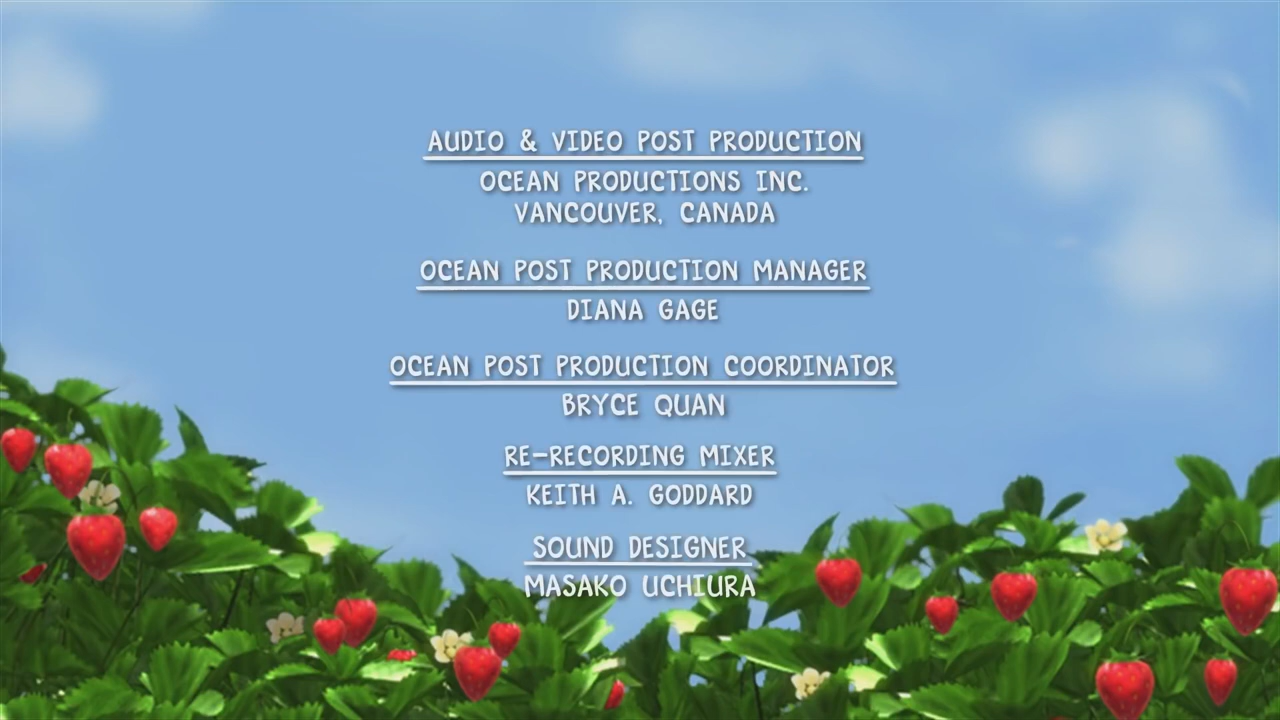 AUDIO & VIDEO POST PRODUCTION
OCEAN PRODUCTIONS INC.
VANCOUVER, CANADA
OCEAN POST PRODUCTION MANAGER
DIANA GAGE
OCEAN POST PRODUCTION COORDINATOR
BRYCE QUAN
RE-RECORDING MIXER
KEITH A. GODDARD
SOUND DESIGNER
MASAKO UCHIURA